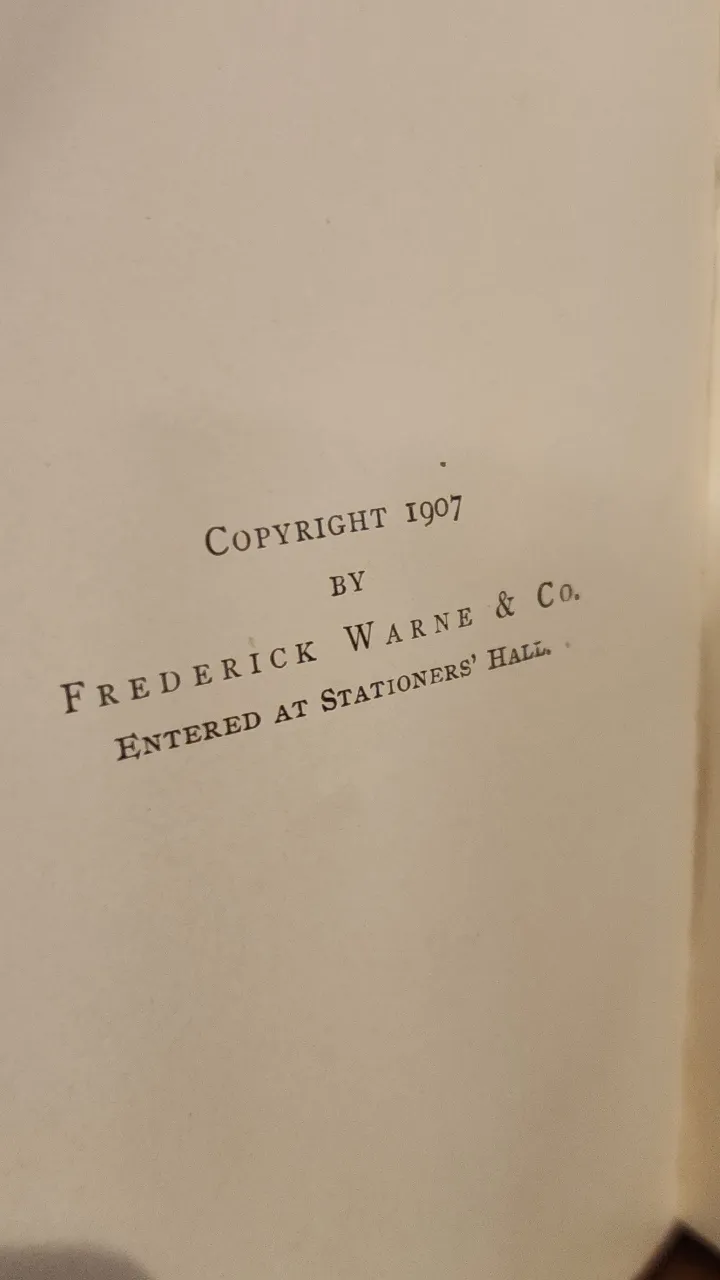 Copyright 1907
by
Frederick Warne & Co.
Entered at Stationers' Hall.